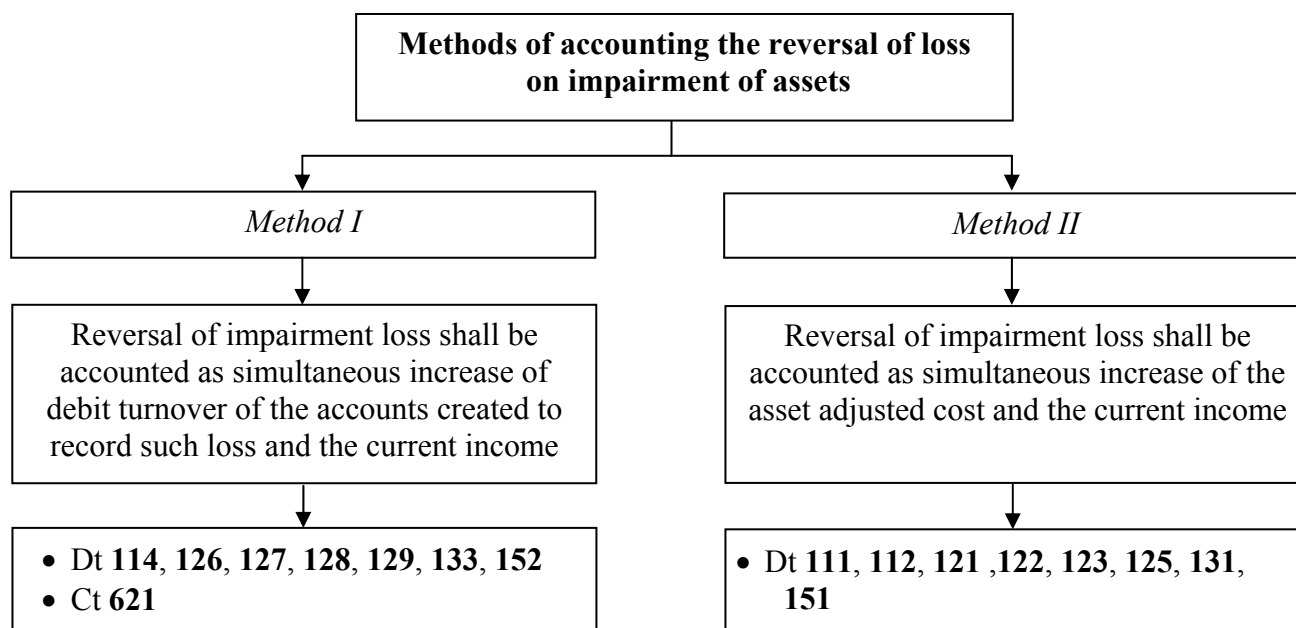 Methods of accounting the reversal of loss
on impairment of assets
Method I
Method II
Reversal of impairment loss shall be
accounted as simultaneous increase of
debit turnover of the accounts created to
record such loss and the current income
Reversal of impairment loss shall be
accounted as simultaneous increase of the
asset adjusted cost and the current income
• Dt 114, 126, 127, 128, 129, 133, 152
• Ct 621
• Dt 111, 112, 121 ,122, 123, 125, 131,
151